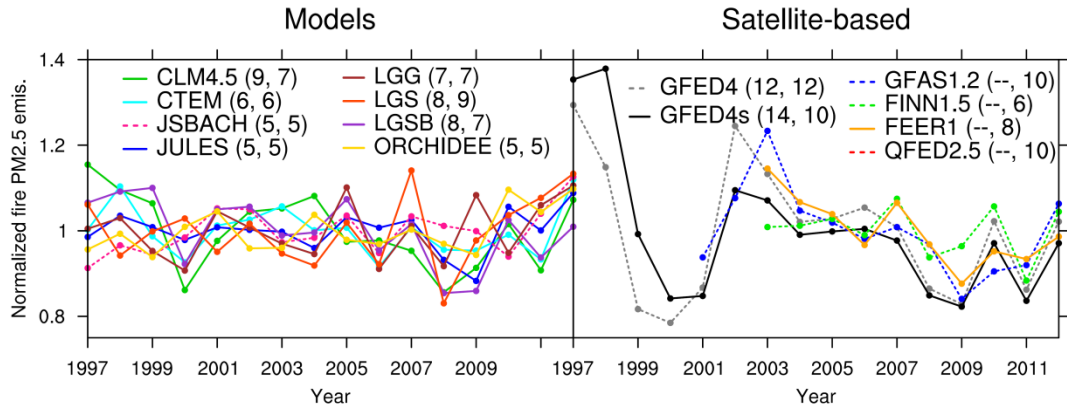 Models
Satellite-based
Normalized fire PM2.5 emis.
1.4
1.2
1
0.8
CLM4.5 (9, 7)
CTEM (6, 6)
JSBACH (5, 5)
JULES (5, 5)
LGG (7, 7)
LGS (8, 9)
LGSB (8, 7)
ORCHIDEE (5, 5)
GFED4 (12, 12)
GFED4s (14, 10)
GFAS1.2 (--, 10)
FINN1.5 (--, 6)
FEER1 (--, 8)
QFED2.5 (--, 10)
1997 1999 2001 2003 2005 2007 2009 1997 1999 2001 2003 2005 2007 2009 2011
Year
Year